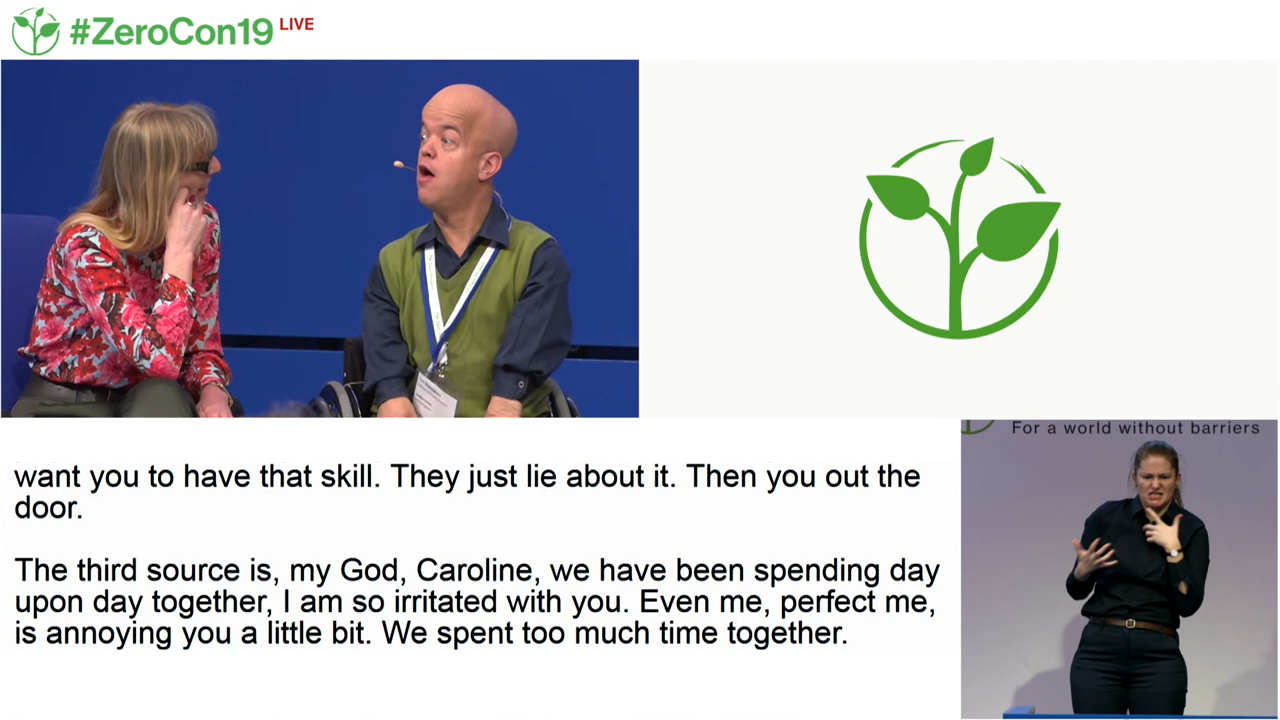 #ZeroCon19 LIVE
want you to have that skill. They just lie about it. Then you out the
door.
The third source is, my God, Caroline, we have been spending day
upon day together, I am so irritated with you. Even me, perfect me,
is annoying you a little bit. We spent too much time together.
For a world without barriers